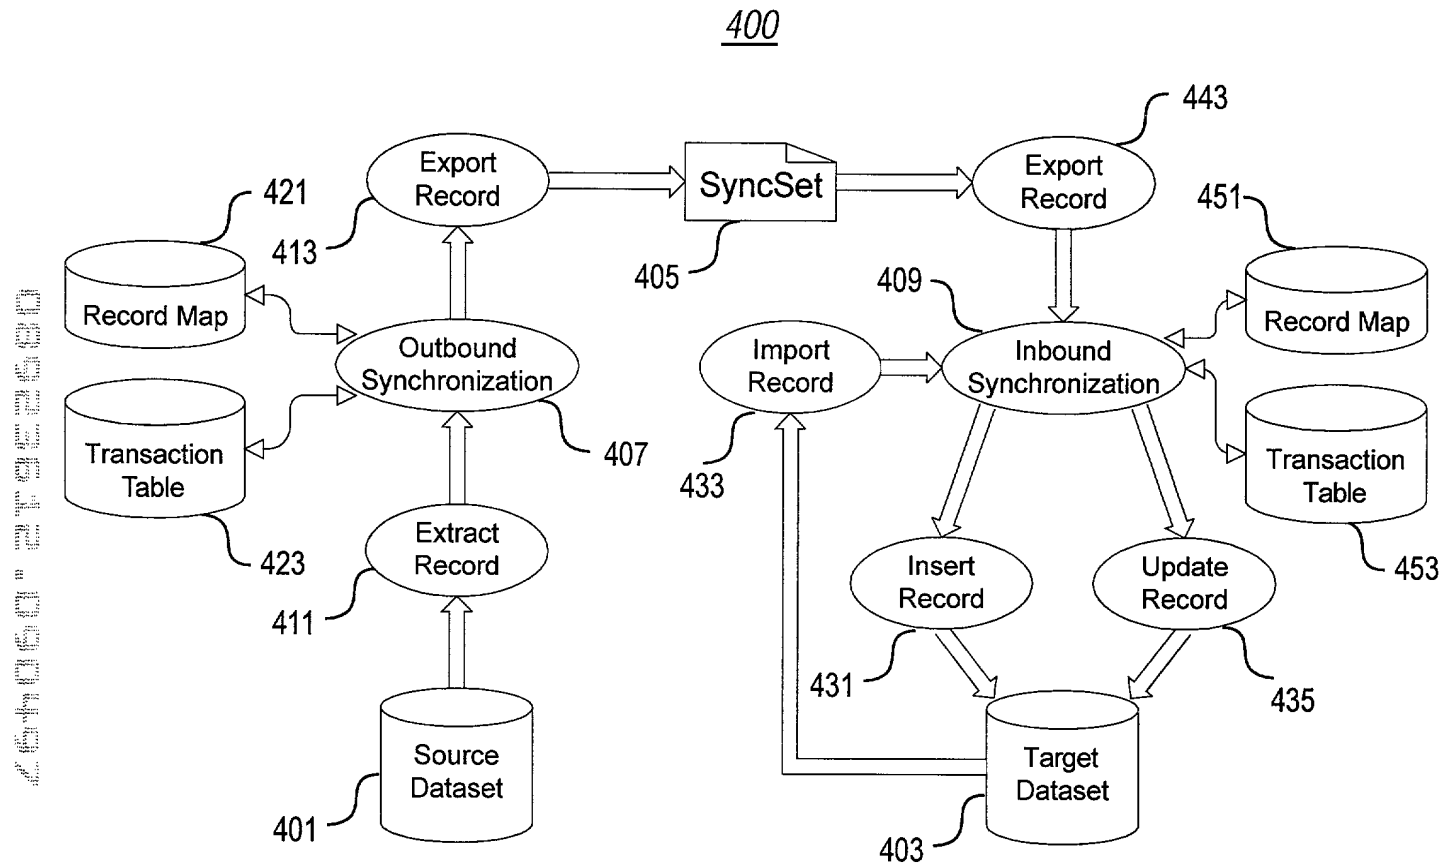 400
443
Export
Record
SyncSet
Export
Record
421
451
413
405
409
Record Map
Record Map
Outbound
Synchronization
Import
Record
Inbound
Synchronization
407
433
Transaction
Table
Transaction
Table
423
Extract
Record
453
Insert
Record
Update
Record
411
431
435
Source
Dataset
Target
Dataset
401
403